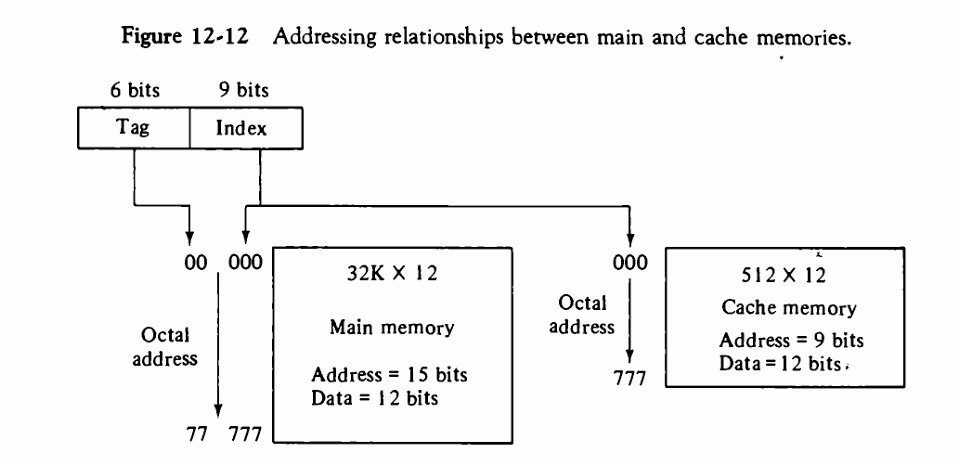 Figure 12-12 Addressing relationships between main and cache memories.
6 bits 9 bits
Tag Index
00 000
32K X 12
Main memory
Address = 15 bits
Data = 12 bits
Octal
address
77 777
000
Octal
address
777
512 X 12
Cache memory
Address = 9 bits
Data = 12 bits